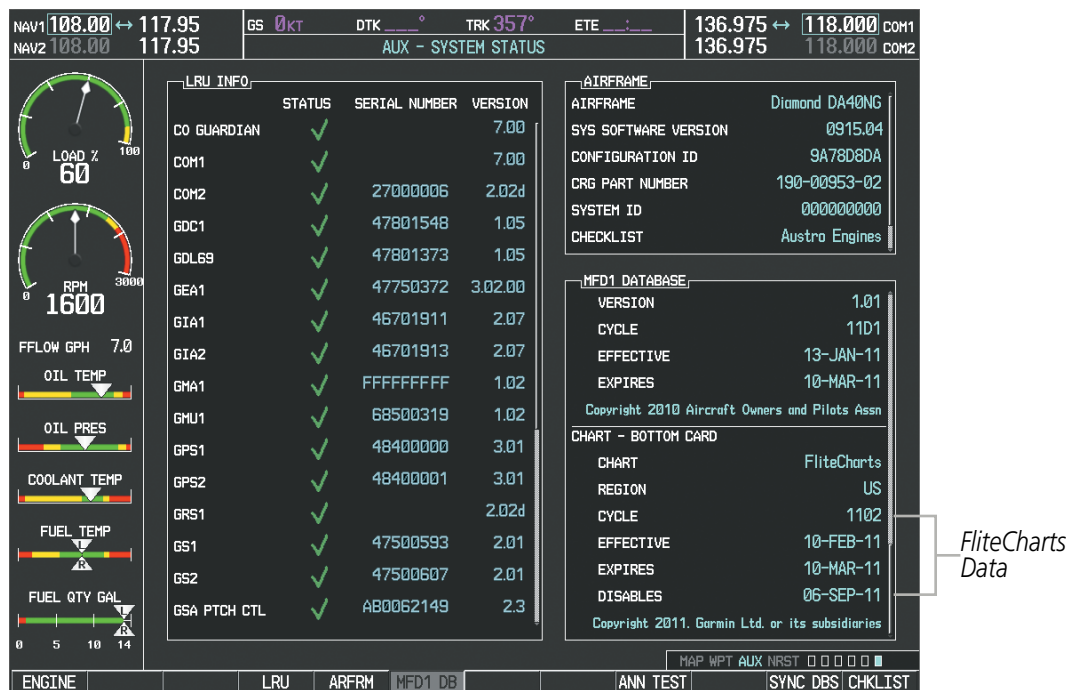 NAV1 108.00 ↔ 117.95
NAV2 108.00 117.95
GS 0KT DTK ___° TRK 357° ETE __:__
AUX - SYSTEM STATUS
136.975 ↔ 118.000 COM1
136.975 118.000 COM2
0 LOAD % 100
60
0 RPM 3000
1600
FFLOW GPH 7.0
OIL TEMP
OIL PRES
COOLANT TEMP
FUEL TEMP
L
R
FUEL QTY GAL
L
R
0 5 10 14
LRU INFO
STATUS SERIAL NUMBER VERSION
CO GUARDIAN ✓ 7.00
COM1 ✓ 7.00
COM2 ✓ 27000006 2.02d
GDC1 ✓ 47801548 1.05
GDL69 ✓ 47801373 1.05
GEA1 ✓ 47750372 3.02.00
GIA1 ✓ 46701911 2.07
GIA2 ✓ 46701913 2.07
GMA1 ✓ FFFFFFFFF 1.02
GMU1 ✓ 68500319 1.02
GPS1 ✓ 48400000 3.01
GPS2 ✓ 48400001 3.01
GRS1 ✓ 2.02d
GS1 ✓ 47500593 2.01
GS2 ✓ 47500607 2.01
GSA PTCH CTL ✓ AB0062149 2.3
AIRFRAME
AIRFRAME Diamond DA40NG
SYS SOFTWARE VERSION 0915.04
CONFIGURATION ID 9A78D8DA
CRG PART NUMBER 190-00953-02
SYSTEM ID 000000000
CHECKLIST Austro Engines
MFD1 DATABASE
VERSION 1.01
CYCLE 11D1
EFFECTIVE 13-JAN-11
EXPIRES 10-MAR-11
Copyright 2010 Aircraft Owners and Pilots Assn
CHART - BOTTOM CARD
CHART FliteCharts
REGION US
CYCLE 1102
EFFECTIVE 10-FEB-11
EXPIRES 10-MAR-11
DISABLES 06-SEP-11
Copyright 2011. Garmin Ltd. or its subsidiaries
FliteCharts
Data
MAP WPT AUX NRST
ENGINE LRU ARFRM MFD1 DB ANN TEST SYNC DBS CHKLIST